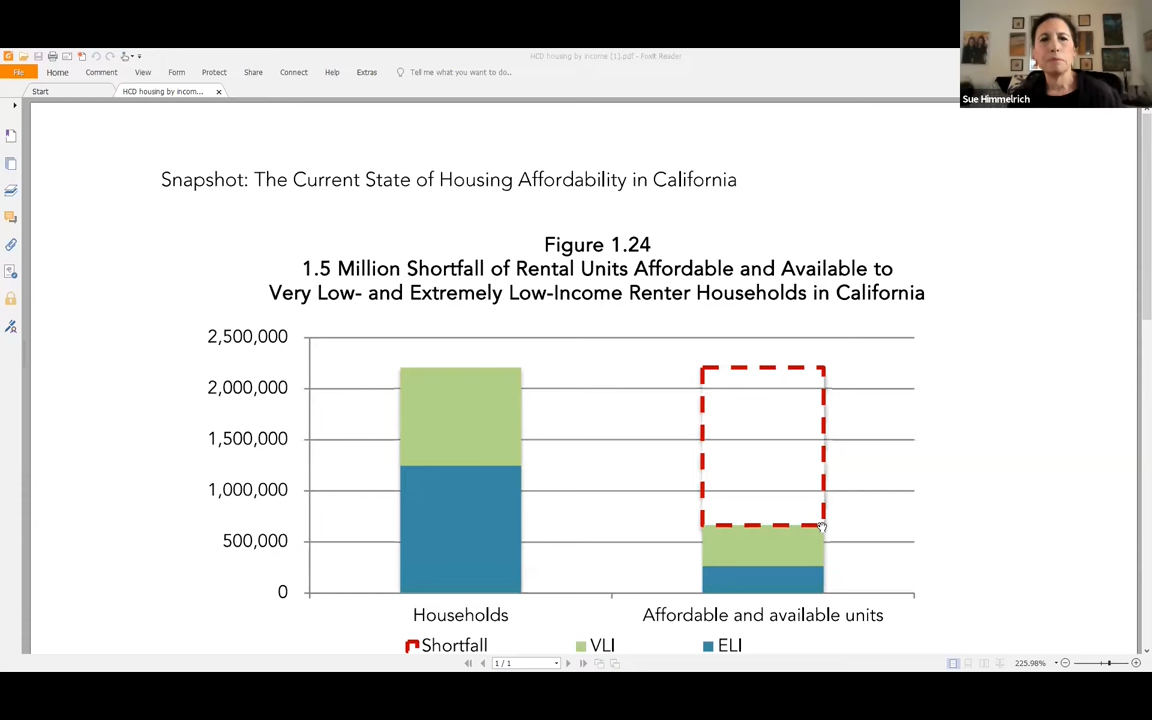 HCD housing by income [1].pdf - Foxit Reader
File Home Comment View Form Protect Share Connect Help Extras Tell me what you want to do..
Start HCD housing by incom...
Sue Himmelrich
Snapshot: The Current State of Housing Affordability in California
Figure 1.24
1.5 Million Shortfall of Rental Units Affordable and Available to
Very Low- and Extremely Low-Income Renter Households in California
2,500,000
2,000,000
1,500,000
1,000,000
500,000
0
Households Affordable and available units
Shortfall VLI ELI
1 / 1 225.98%